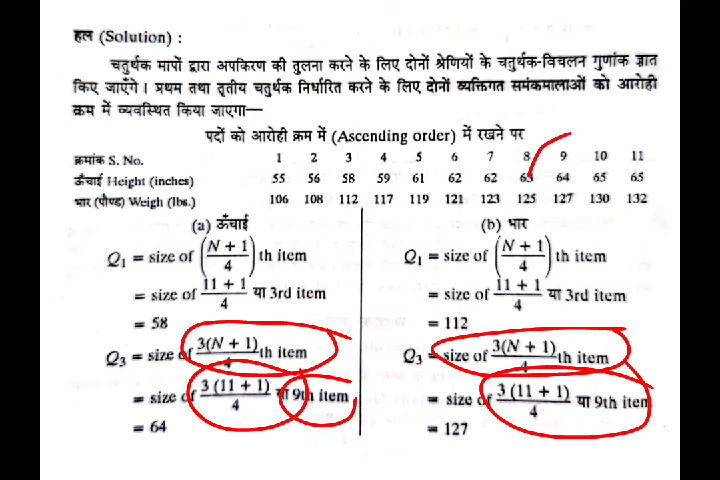 हल (Solution) :
चतुर्थक मापों द्वारा अपकिरण की तुलना करने के लिए दोनों श्रेणियों के चतुर्थक-विचलन गुणांक ज्ञात
किए जाएँगे। प्रथम तथा तृतीय चतुर्थक निर्धारित करने के लिए दोनों व्यक्तिगत समंकमालाओं को आरोही
क्रम में व्यवस्थित किया जाएगा—
पदों को आरोही क्रम में (Ascending order) में रखने पर
क्रमांक S. No. 1 2 3 4 5 6 7 8 9 10 11
ऊँचाई Height (inches) 55 56 58 59 61 62 62 63 64 65 65
भार (पौण्ड) Weigh (lbs.) 106 108 112 117 119 121 123 125 127 130 132
(a) ऊँचाई
Q₁ = size of ((N + 1)/4) th item
= size of (11 + 1)/4 या 3rd item
= 58
Q₃ = size of 3(N + 1)/4 th item
= size of 3 (11 + 1)/4 या 9th item
= 64
(b) भार
Q₁ = size of ((N + 1)/4) th item
= size of (11 + 1)/4 या 3rd item
= 112
Q₃ = size of 3(N + 1)/4 th item
= size of 3 (11 + 1)/4 या 9th item
= 127